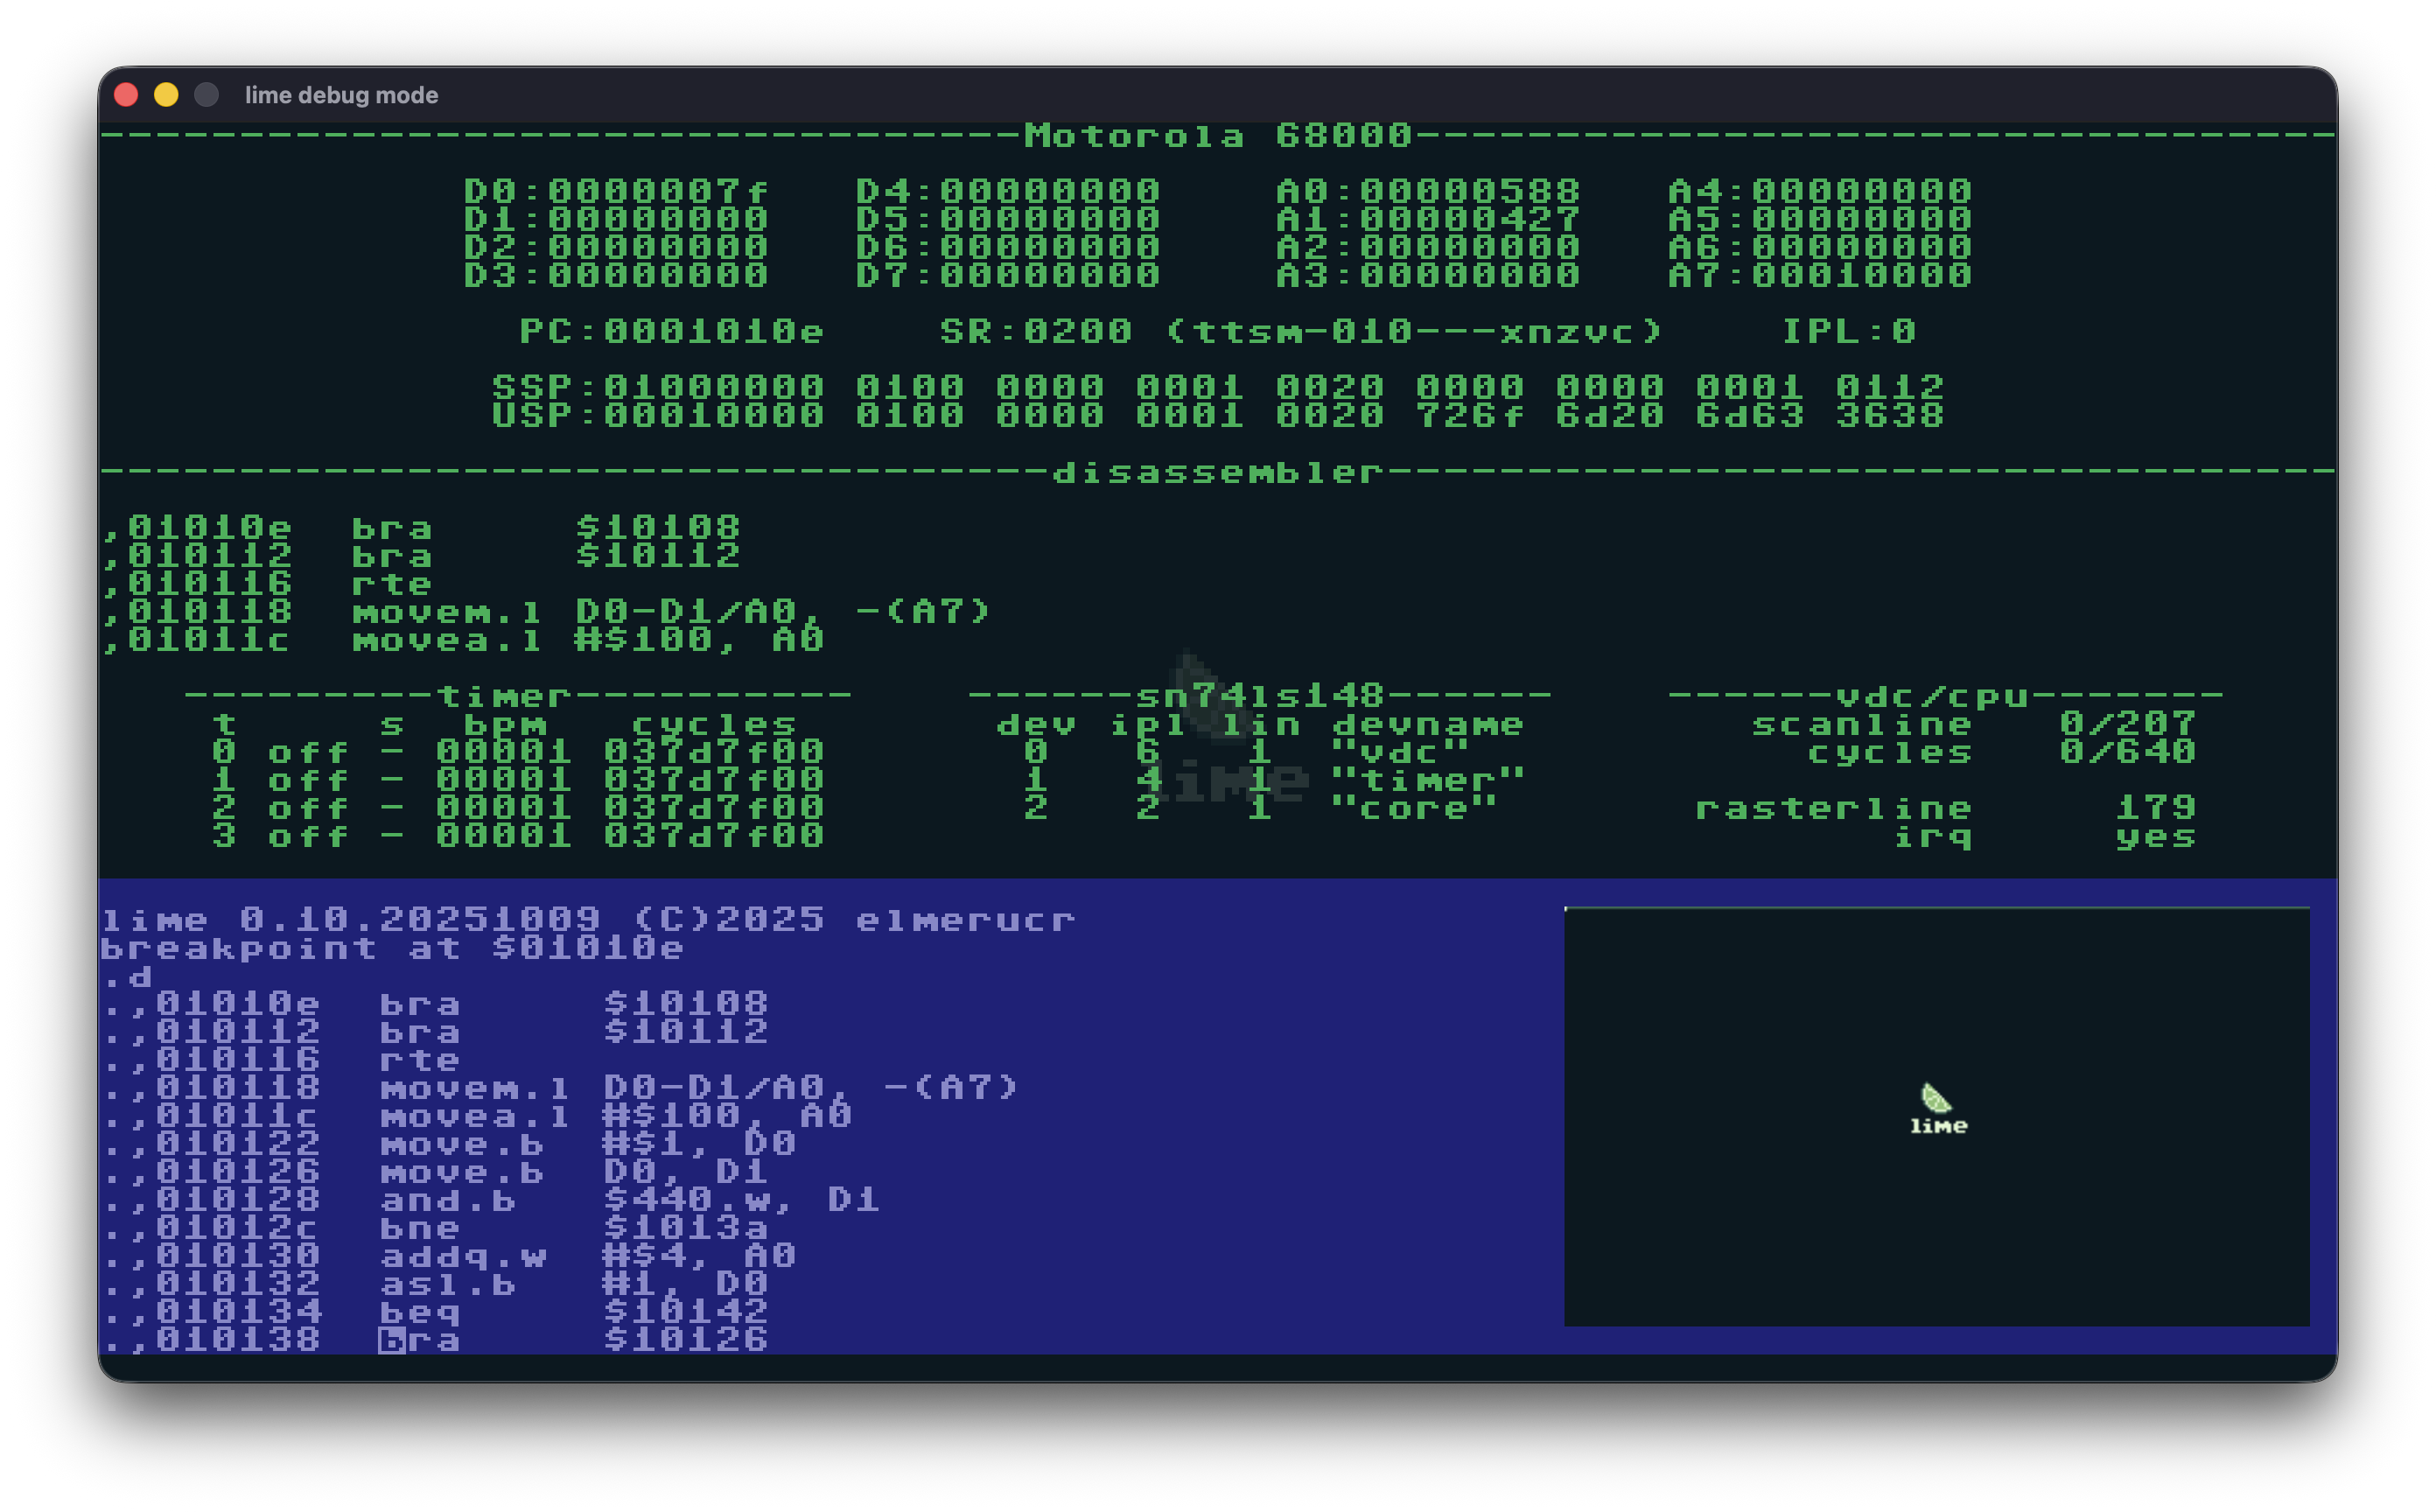 lime debug mode
---------------------------------Motorola 68000---------------------------------
D0:0000007f   D4:00000000    A0:00000588   A4:00000000
D1:00000000   D5:00000000    A1:00000427   A5:00000000
D2:00000000   D6:00000000    A2:00000000   A6:00000000
D3:00000000   D7:00000000    A3:00000000   A7:00010000
PC:0001010e    SR:0200 (ttsm-010---xnzvc)    IPL:0
SSP:01000000 0100 0000 0001 0020 0000 0000 0001 0112
USP:00010000 0100 0000 0001 0020 726f 6d20 6d63 3638
----------------------------------disassembler----------------------------------
,01010e  bra     $10108
,010112  bra     $10112
,010116  rte
,010118  movem.l D0-D1/A0, -(A7)
,01011c  movea.l #$100, A0
---------timer----------    ------sn74ls148------    ------vdc/cpu-------
t     s  bpm   cycles       dev ipl lin devname        scanline   0/207
0 off - 00001 037d7f00       0   6   1  "vdc"            cycles   0/640
1 off - 00001 037d7f00       1   4   1  "timer"
2 off - 00001 037d7f00       2   2   1  "core"       rasterline     179
3 off - 00001 037d7f00                                      irq     yes
lime
lime 0.10.20251009 (C)2025 elmerucr
breakpoint at $01010e
.d
.,01010e  bra     $10108
.,010112  bra     $10112
.,010116  rte
.,010118  movem.l D0-D1/A0, -(A7)
.,01011c  movea.l #$100, A0
.,010122  move.b  #$1, D0
.,010126  move.b  D0, D1
.,010128  and.b   $440.w, D1
.,01012c  bne     $1013a
.,010130  addq.w  #$4, A0
.,010132  asl.b   #1, D0
.,010134  beq     $10142
.,010138  bra     $10126
lime